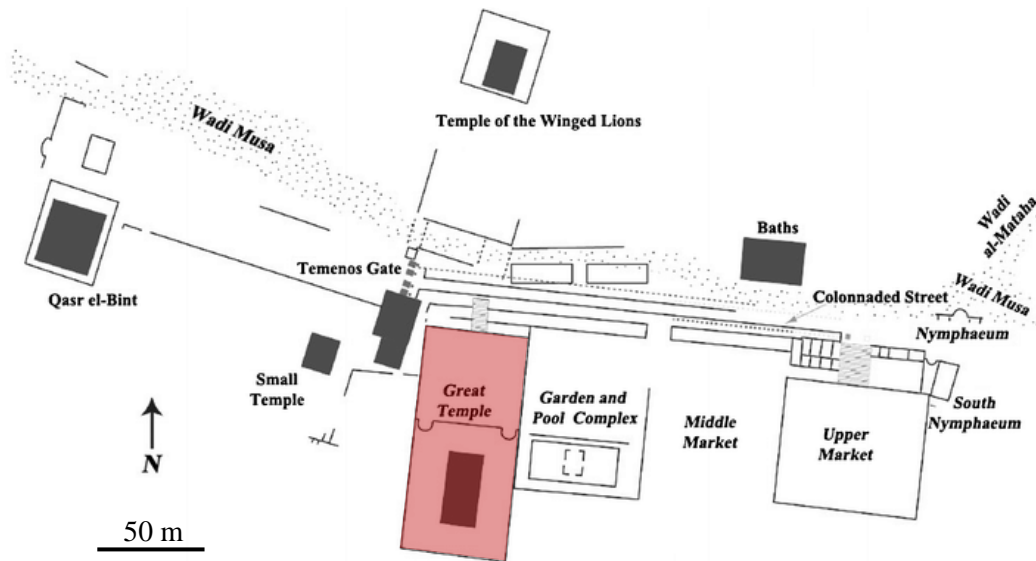 Wadi Musa
Temple of the Winged Lions
Wadi
al-Mataha
Baths
Temenos Gate
Wadi Musa
Qasr el-Bint
Colonnaded Street
Nymphaeum
Small
Temple
Great
Temple
Garden and
Pool Complex
Middle
Market
Upper
Market
South
Nymphaeum
N
50 m